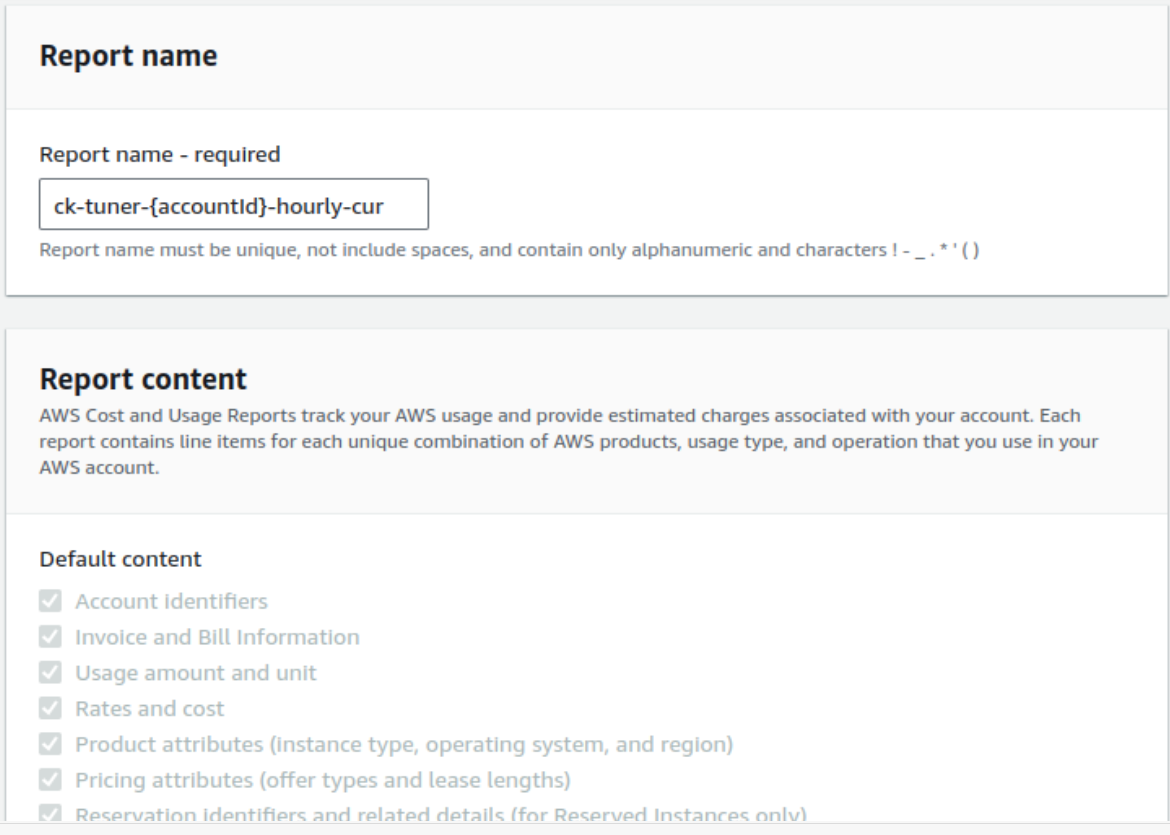 Report name
Report name - required
ck-tuner-{accountId}-hourly-cur
Report name must be unique, not include spaces, and contain only alphanumeric and characters ! - _ . * ' ( )
Report content
AWS Cost and Usage Reports track your AWS usage and provide estimated charges associated with your account. Each
report contains line items for each unique combination of AWS products, usage type, and operation that you use in your
AWS account.
Default content
Account identifiers
Invoice and Bill Information
Usage amount and unit
Rates and cost
Product attributes (instance type, operating system, and region)
Pricing attributes (offer types and lease lengths)
Reservation identifiers and related details (for Reserved Instances only)